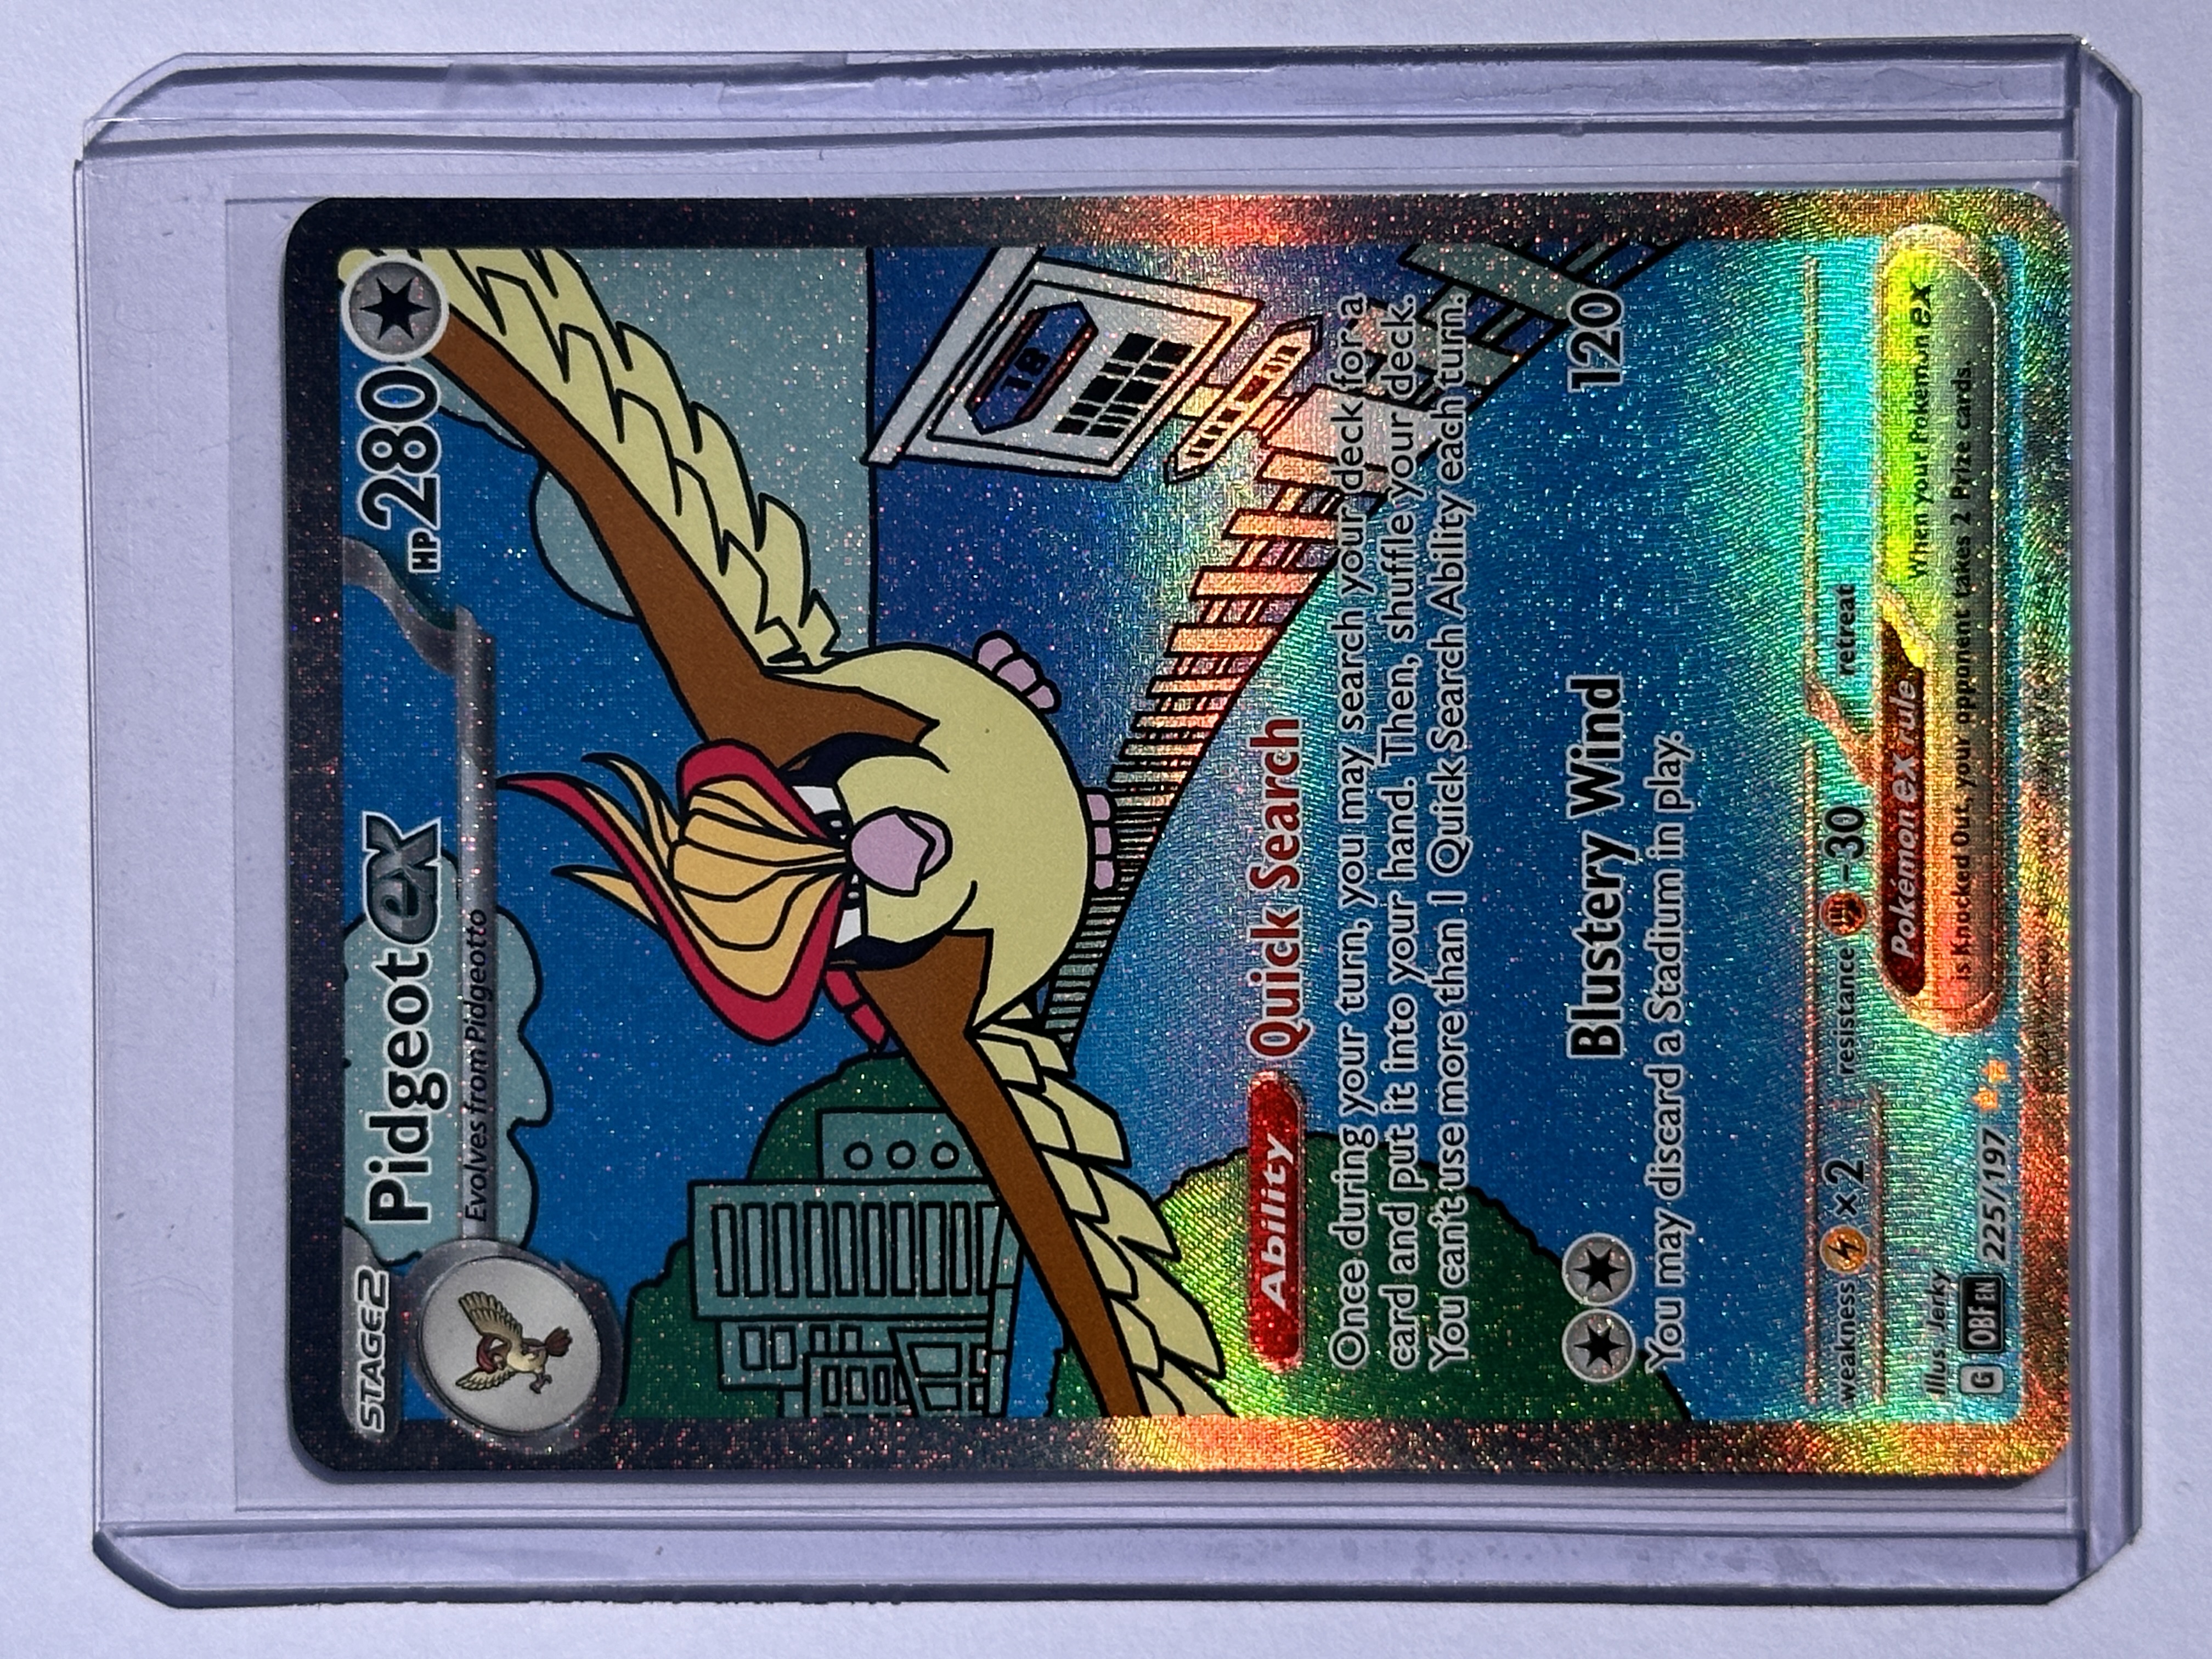 STAGE2
Pidgeot ex
HP 280
Evolves from Pidgeotto
18
Ability Quick Search
Once during your turn, you may search your deck for a
card and put it into your hand. Then, shuffle your deck.
You can't use more than 1 Quick Search Ability each turn.
Blustery Wind 120
You may discard a Stadium in play.
weakness ×2 resistance -30 retreat
Pokémon ex rule When your Pokémon ex
is Knocked Out, your opponent takes 2 Prize cards.
Illus. Jerky
G OBF EN 225/197